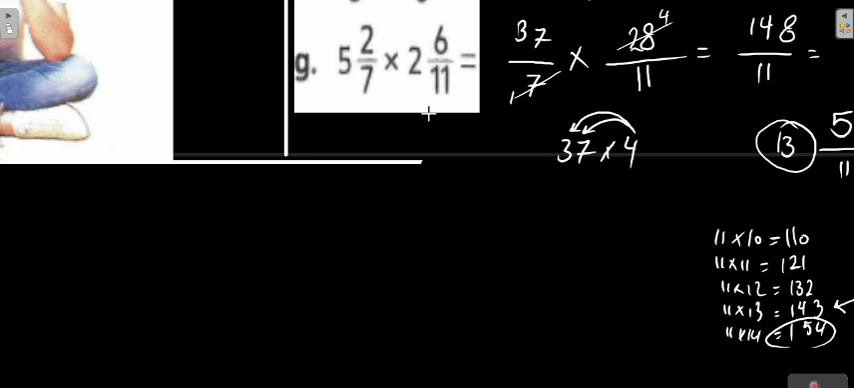 g. 5 2/7 × 2 6/11 = 37/7 × 28/11 = 148/11 =
1 4
37 × 4
13 5/11
11 × 10 = 110
11 × 11 = 121
11 × 12 = 132
11 × 13 = 143
11 × 14 = 154